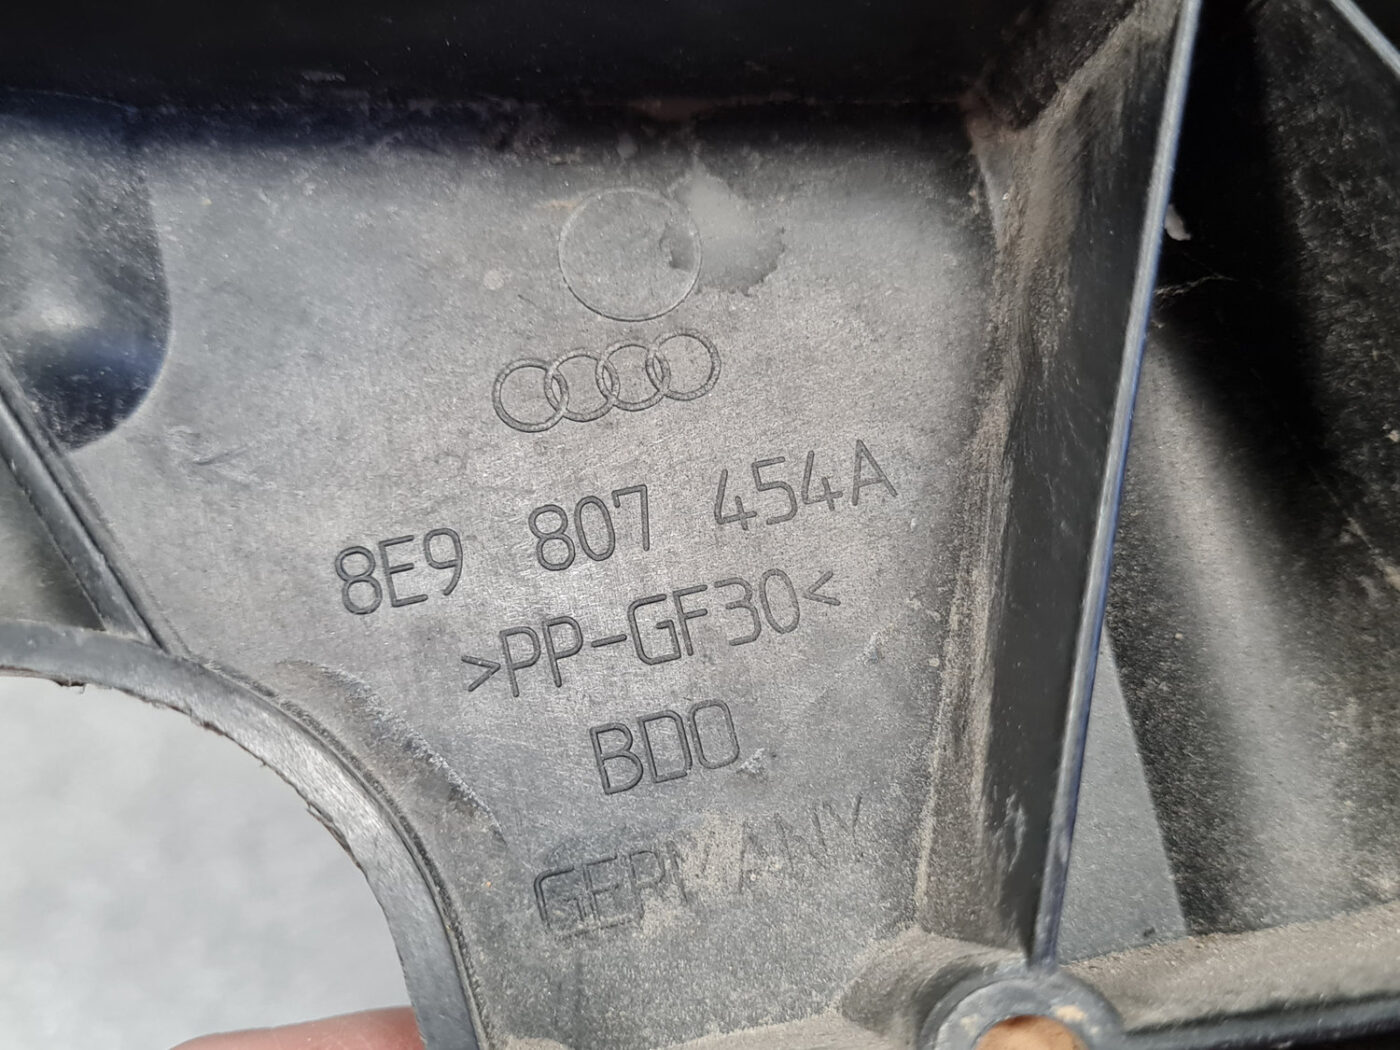 8E9 807 454A
>PP-GF30<
BDO
GERMANY